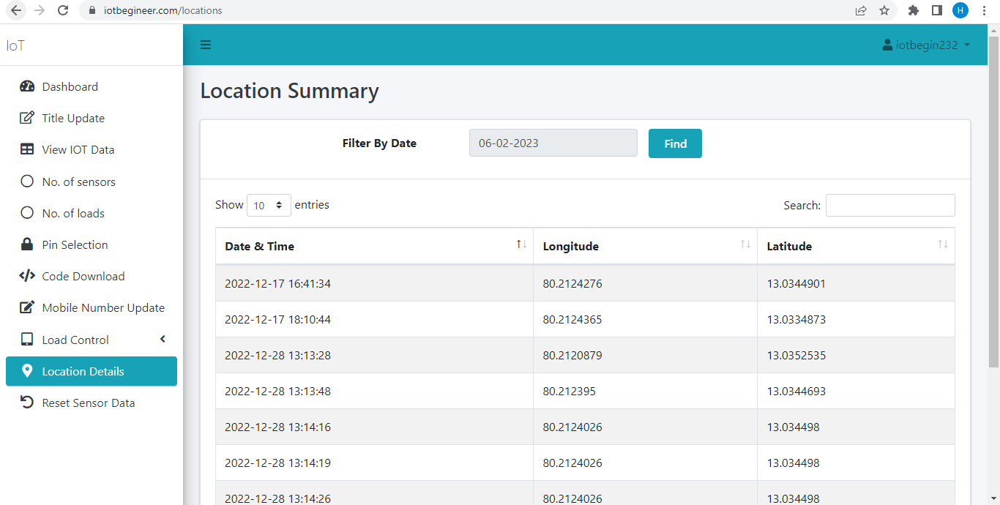 iotbegineer.com/locations
H
IoT
iotbegin232
Dashboard
Title Update
View IOT Data
No. of sensors
No. of loads
Pin Selection
Code Download
Mobile Number Update
Load Control
Location Details
Reset Sensor Data
Location Summary
Filter By Date 06-02-2023 Find
Show 10 entries Search:
Date & Time Longitude Latitude
2022-12-17 16:41:34 80.2124276 13.0344901
2022-12-17 18:10:44 80.2124365 13.0334873
2022-12-28 13:13:28 80.2120879 13.0352535
2022-12-28 13:13:48 80.212395 13.0344693
2022-12-28 13:14:16 80.2124026 13.034498
2022-12-28 13:14:19 80.2124026 13.034498
2022-12-28 13:14:26 80.2124026 13.034498